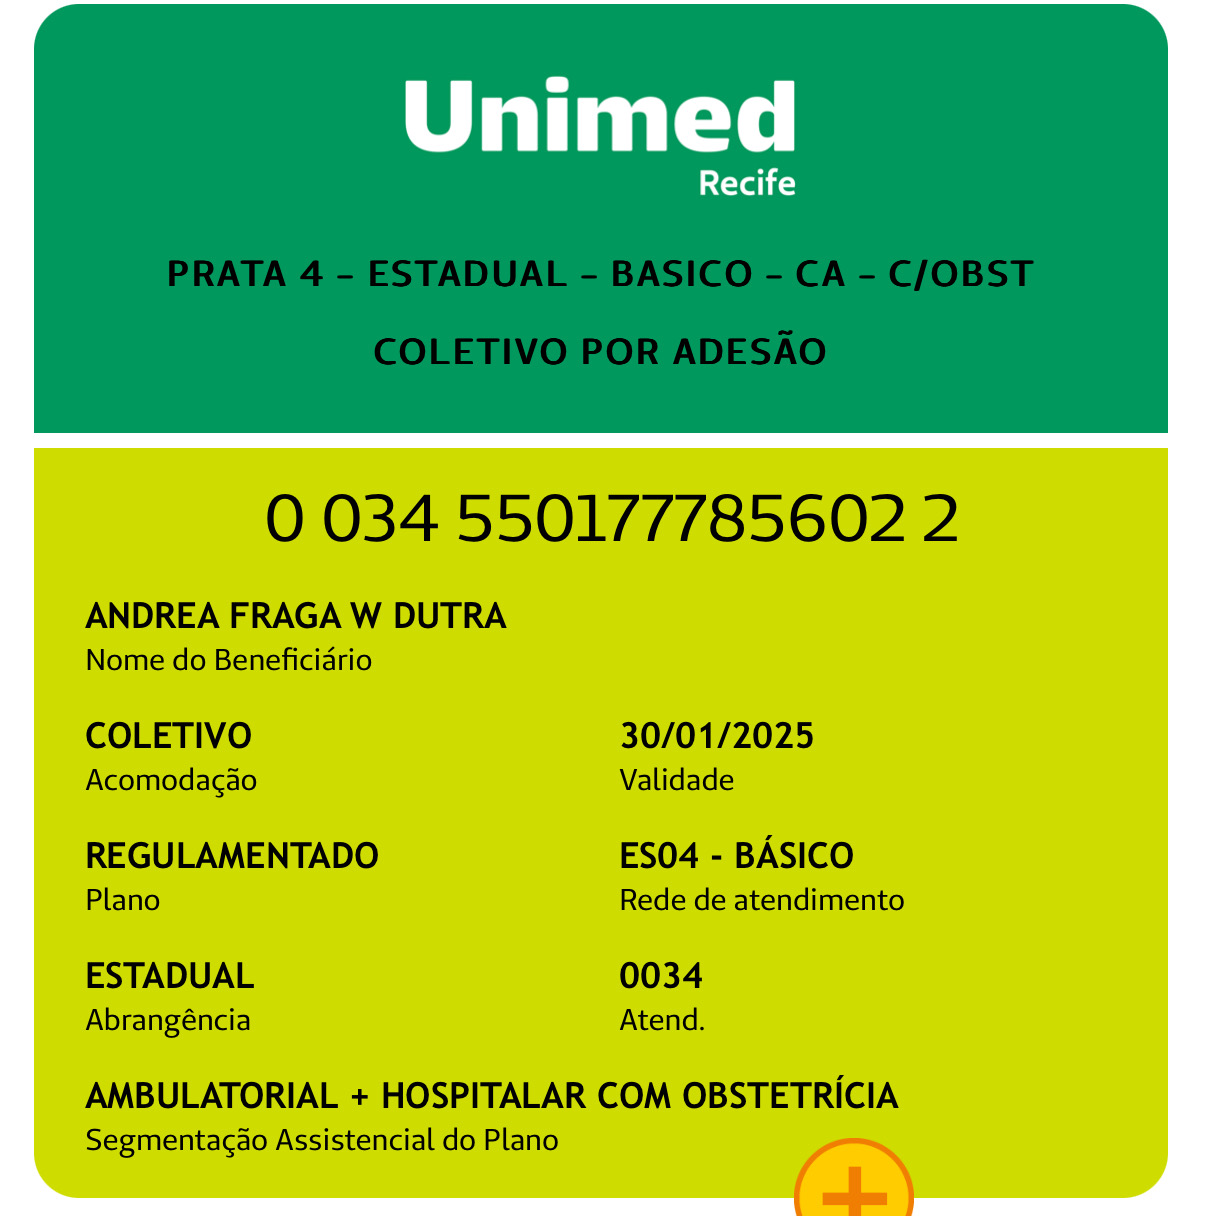 Unimed
Recife
PRATA 4 – ESTADUAL – BASICO – CA – C/OBST
COLETIVO POR ADESÃO
0 034 550177785602 2
ANDREA FRAGA W DUTRA
Nome do Beneficiário
COLETIVO
Acomodação
30/01/2025
Validade
REGULAMENTADO
Plano
ES04 - BÁSICO
Rede de atendimento
ESTADUAL
Abrangência
0034
Atend.
AMBULATORIAL + HOSPITALAR COM OBSTETRÍCIA
Segmentação Assistencial do Plano